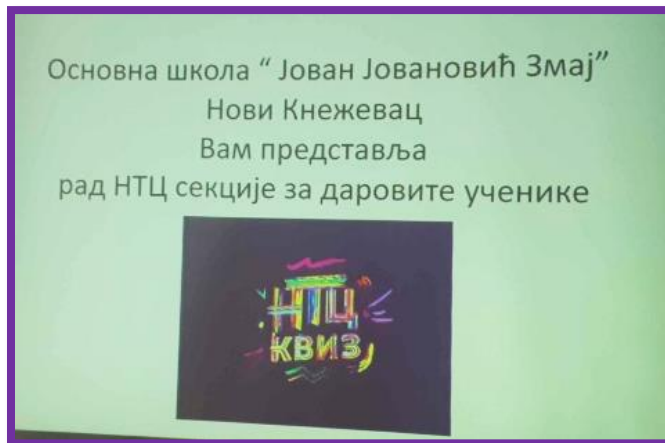 Основна школа “ Јован Јовановић Змај”
Нови Кнежевац
Вам представља
рад НТЦ секције за даровите ученике
НТЦ
КВИЗ